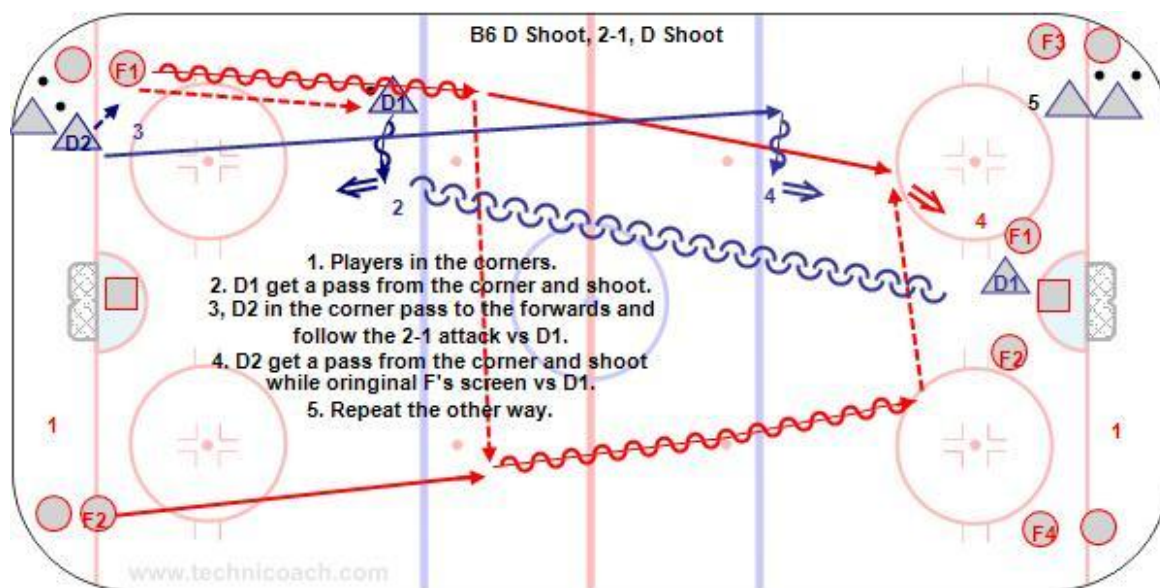 B6 D Shoot, 2-1, D Shoot
F1
F3
D1
5
D2
3
2
4
4
F1
D1
1. Players in the corners.
2. D1 get a pass from the corner and shoot.
3, D2 in the corner pass to the forwards and
follow the 2-1 attack vs D1.
4. D2 get a pass from the corner and shoot
while oringinal F's screen vs D1.
5. Repeat the other way.
F2
1
1
F2
F4
www.technicoach.com